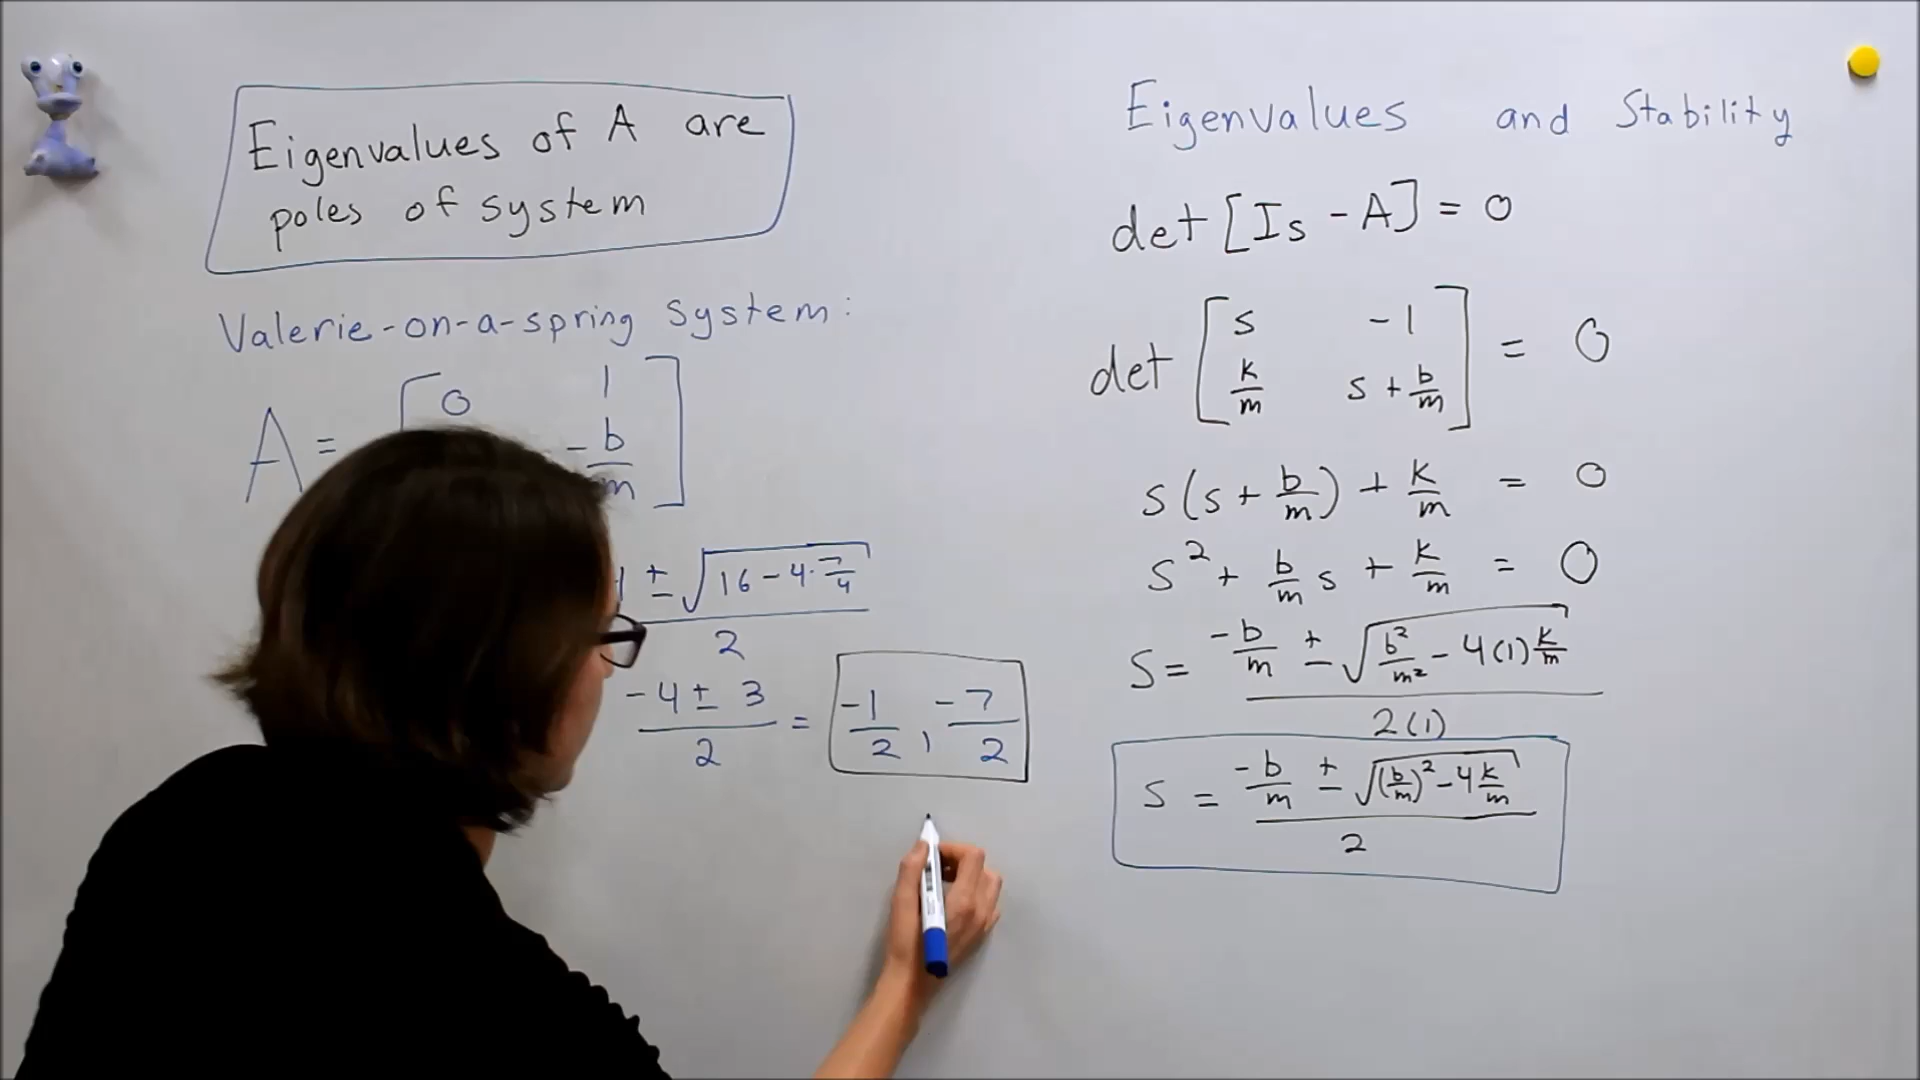 Eigenvalues of A are
poles of system
Valerie-on-a-spring system:
A = [ 0 1
- b/m ]
± √(16 - 4·7/4)
2
-4 ± 3 / 2 = -1/2, -7/2
Eigenvalues and Stability
det [Is - A] = 0
det [ s -1
k/m s + b/m ] = 0
s(s + b/m) + k/m = 0
s² + b/m s + k/m = 0
s = (-b/m ± √(b²/m² - 4(1)k/m)) / 2(1)
s = (-b/m ± √((b/m)² - 4k/m)) / 2